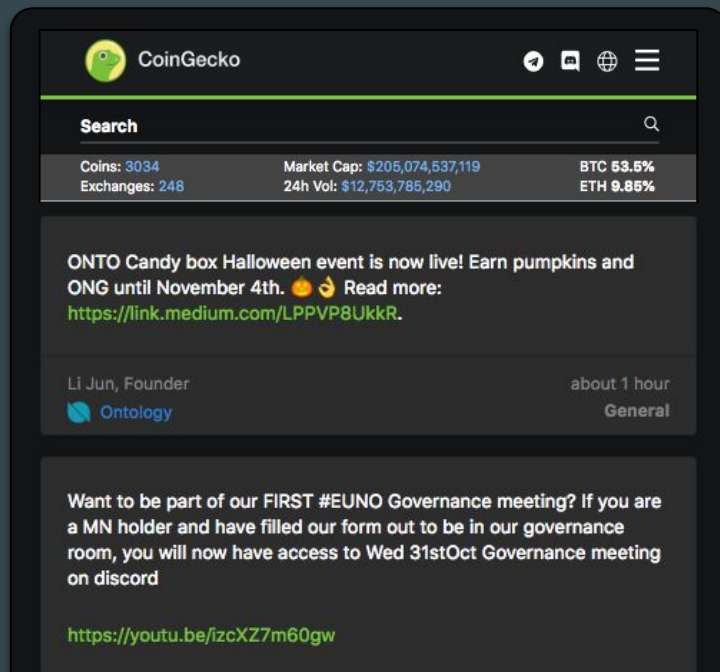 CoinGecko
Search
Coins: 3034 Market Cap: $205,074,537,119 BTC 53.5%
Exchanges: 248 24h Vol: $12,753,785,290 ETH 9.85%
ONTO Candy box Halloween event is now live! Earn pumpkins and
ONG until November 4th. 🎃👌 Read more:
https://link.medium.com/LPPVP8UkkR.
Li Jun, Founder about 1 hour
Ontology General
Want to be part of our FIRST #EUNO Governance meeting? If you are
a MN holder and have filled our form out to be in our governance
room, you will now have access to Wed 31stOct Governance meeting
on discord
https://youtu.be/izcXZ7m60gw